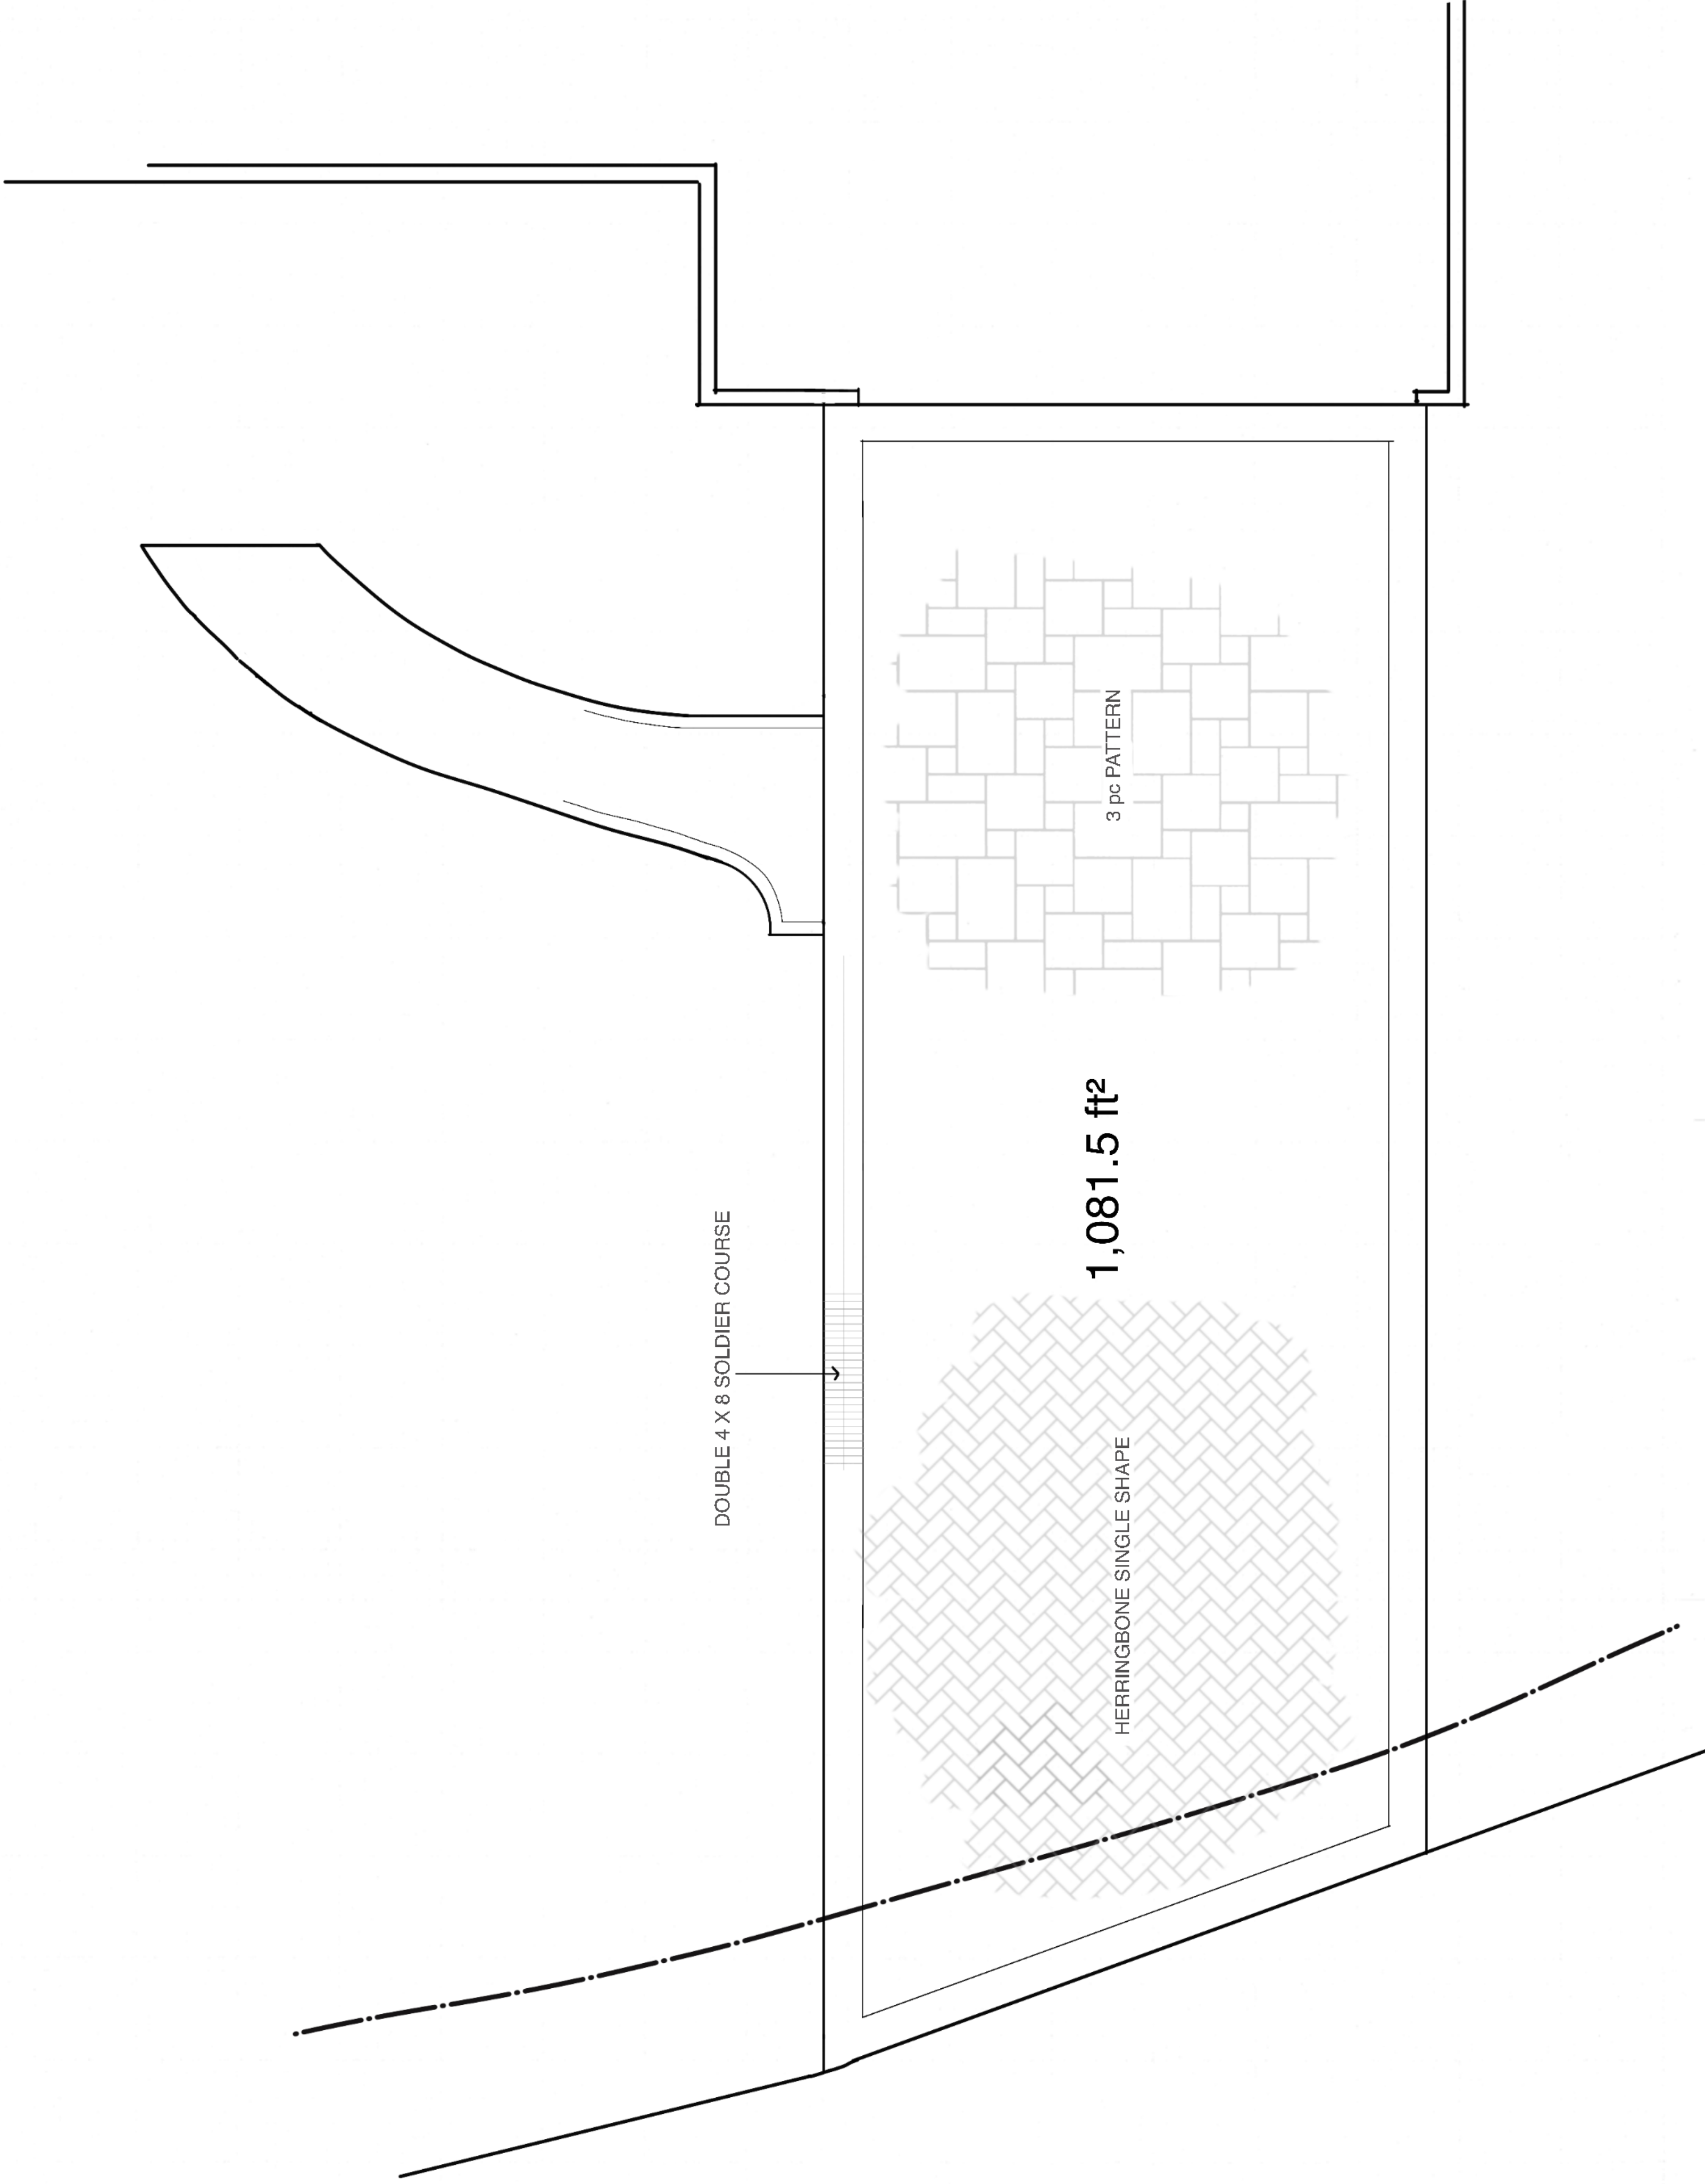 DOUBLE 4 X 8 SOLDIER COURSE
HERRINGBONE SINGLE SHAPE
1,081.5 ft²
3 pc PATTERN